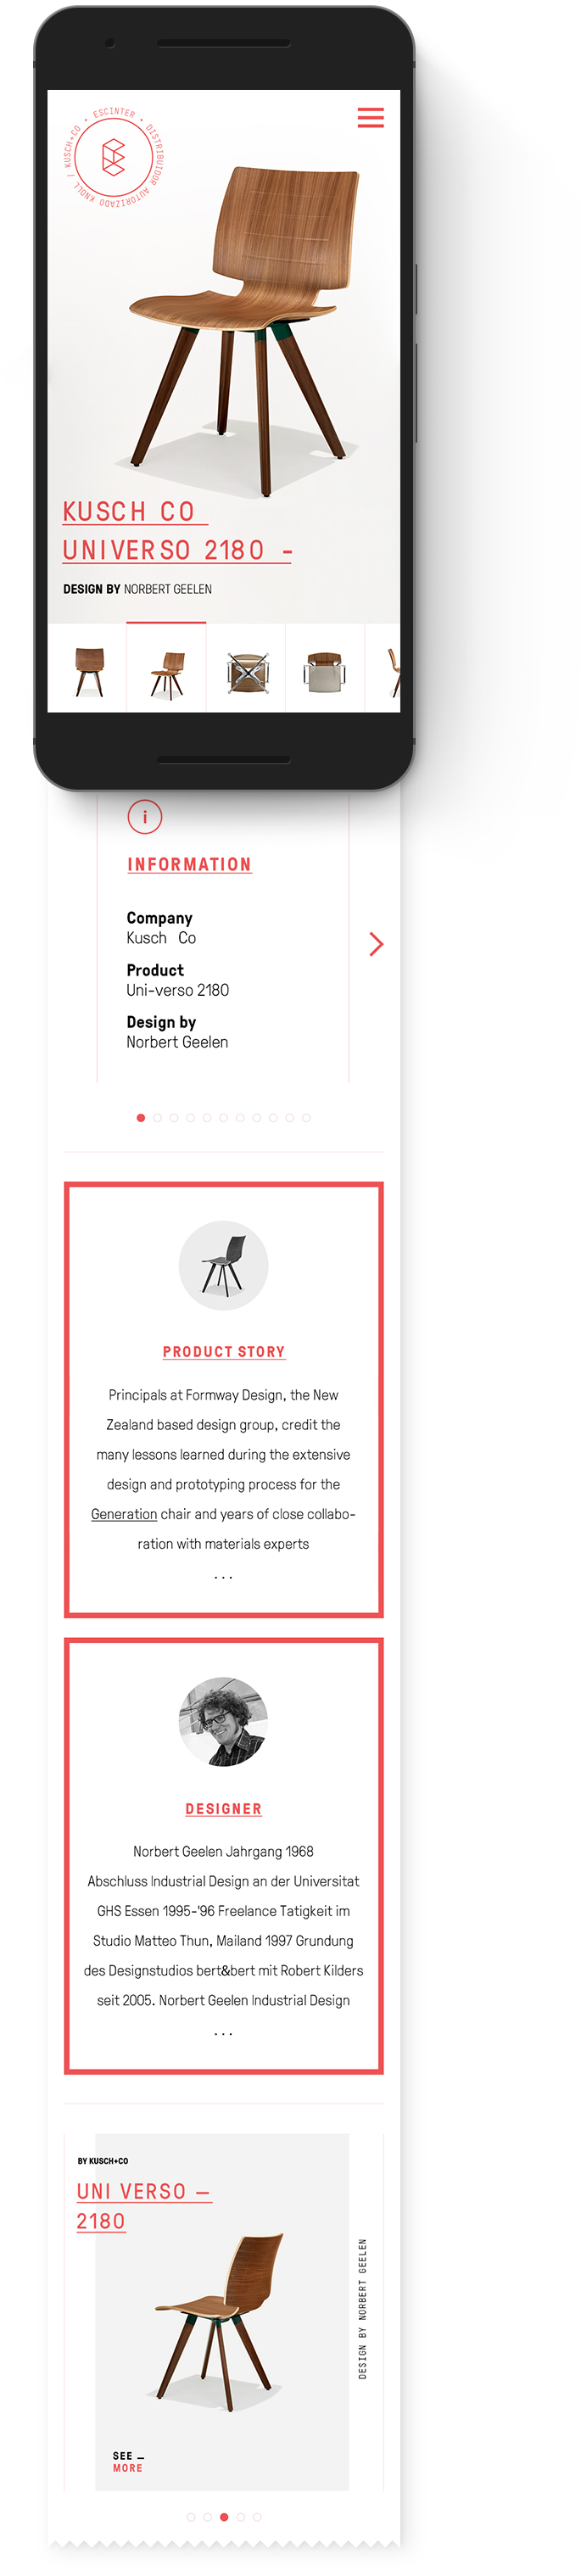 KUSCH+CO • ESCINTER • DISTRIBUIDOR AUTORIZADO KNOLL /
KUSCH CO
UNIVERSO 2180 -
DESIGN BY NORBERT GEELEN
i
INFORMATION
Company
Kusch Co
Product
Uni-verso 2180
Design by
Norbert Geelen
PRODUCT STORY
Principals at Formway Design, the New
Zealand based design group, credit the
many lessons learned during the extensive
design and prototyping process for the
Generation chair and years of close collabo-
ration with materials experts
...
DESIGNER
Norbert Geelen Jahrgang 1968
Abschluss Industrial Design an der Universitat
GHS Essen 1995-'96 Freelance Tatigkeit im
Studio Matteo Thun, Mailand 1997 Grundung
des Designstudios bert&bert mit Robert Kilders
seit 2005. Norbert Geelen Industrial Design
...
BY KUSCH+CO
UNI VERSO –
2180
DESIGN BY NORBERT GEELEN
SEE –
MORE